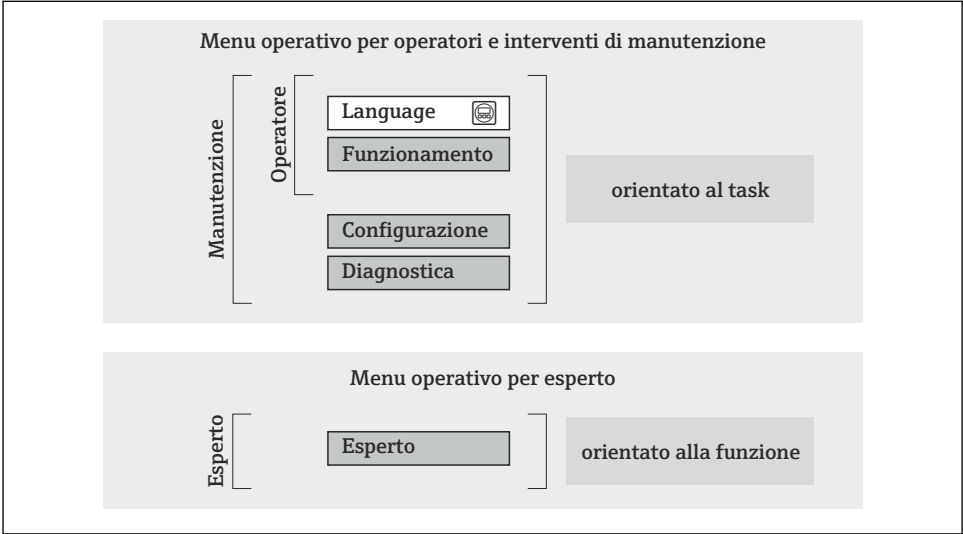 Menu operativo per operatori e interventi di manutenzione
Manutenzione
Operatore
Language
Funzionamento
Configurazione
Diagnostica
orientato al task
Menu operativo per esperto
Esperto
Esperto
orientato alla funzione